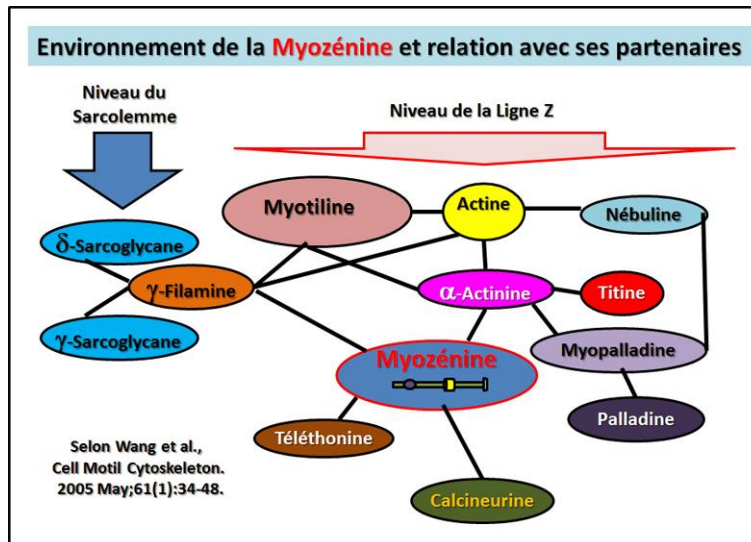 Environnement de la Myozénine et relation avec ses partenaires
Niveau du
Sarcolemme
Niveau de la Ligne Z
Myotiline
Actine
Nébuline
δ-Sarcoglycane
γ-Filamine
α-Actinine
Titine
γ-Sarcoglycane
Myozénine
Myopalladine
Téléthonine
Palladine
Selon Wang et al.,
Cell Motil Cytoskeleton.
2005 May;61(1):34-48.
Calcineurine